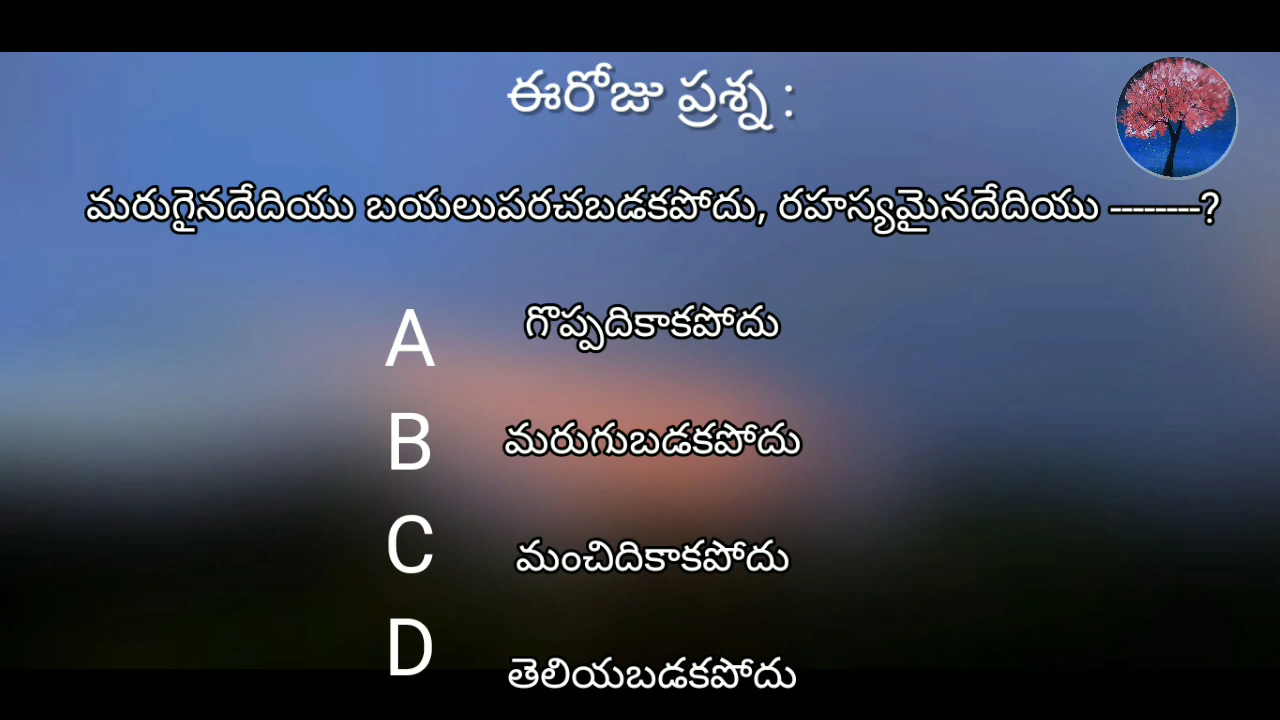 ఈరోజు ప్రశ్న :
మరుగైనదేదియు బయలుపరచబడకపోదు, రహస్యమైనదేదియు ---------?
A గొప్పదికాకపోదు
B మరుగుబడకపోదు
C మంచిదికాకపోదు
D తెలియబడకపోదు